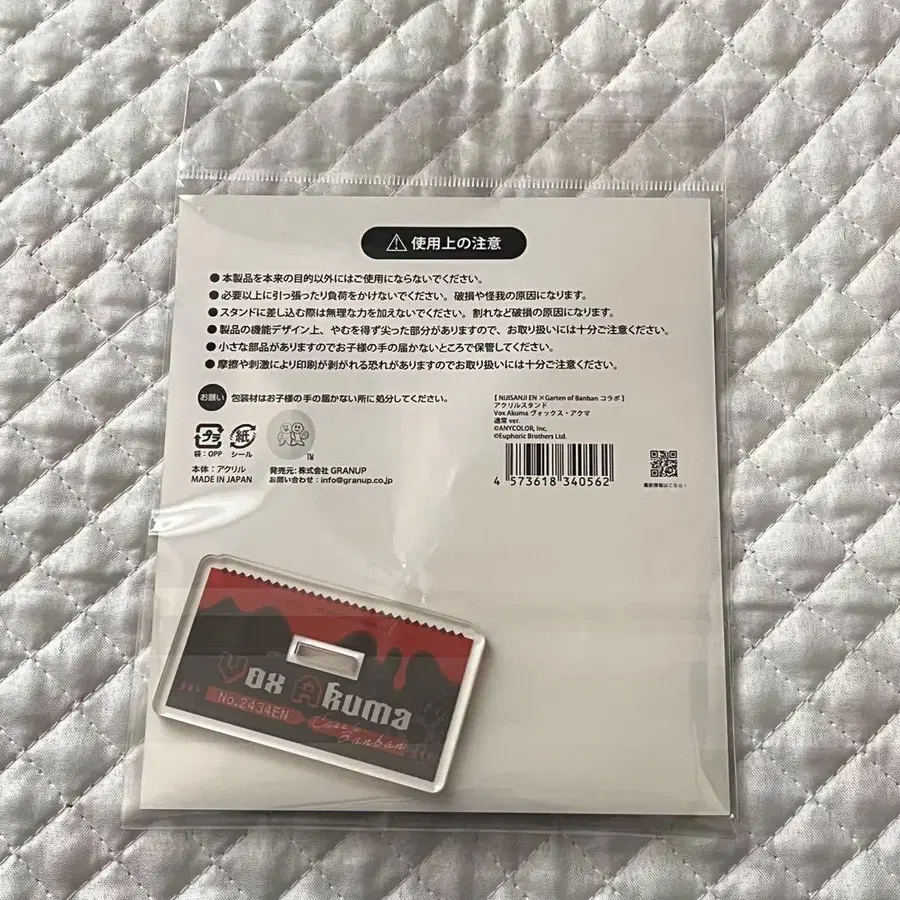 ⚠ 使用上の注意
●本製品を本来の目的以外にはご使用にならないでください。
●必要以上に引っ張ったり負荷をかけないでください。破損や怪我の原因になります。
●スタンドに差し込む際は無理な力を加えないでください。割れなど破損の原因になります。
●製品の機能デザイン上、やむを得ず尖った部分がありますので、お取り扱いには十分ご注意ください。
●小さな部品がありますのでお子様の手の届かないところで保管してください。
●摩擦や刺激により印刷が剥がれる恐れがありますのでお取り扱いには十分ご注意ください。
お願い 包装材はお子様の手の届かない所に処分してください。
プラ 紙 TM
袋:OPP シール
本体:アクリル
MADE IN JAPAN
発売元:株式会社 GRANUP
お問い合わせ:info@granup.co.jp
【 NIJISANJI EN ×Garten of Banban コラボ 】
アクリルスタンド
Vox Akuma ヴォックス・アクマ
通常 ver.
©ANYCOLOR, Inc.
©Euphoric Brothers Ltd.
4 573618 340562
最新情報はこちら!
Vox Akuma
No.2434EN
Banban